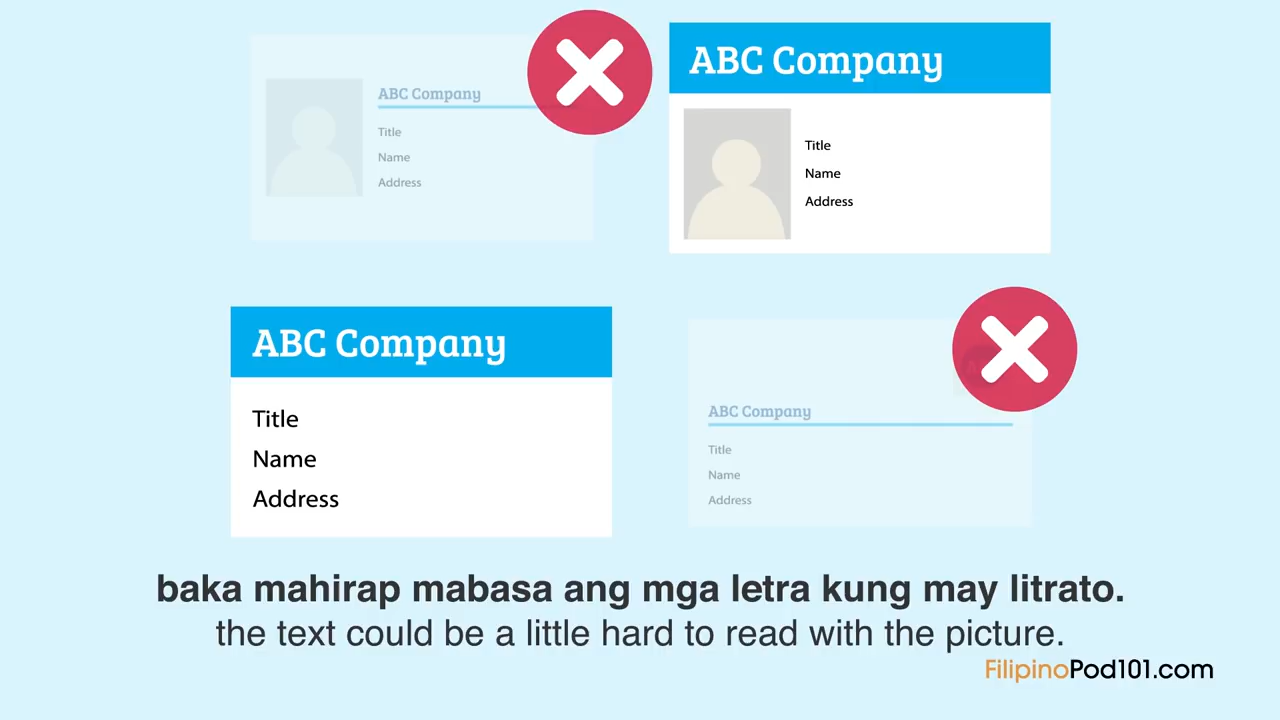 ABC Company
Title
Name
Address
ABC Company
Title
Name
Address
ABC Company
Title
Name
Address
ABC Company
Title
Name
Address
baka mahirap mabasa ang mga letra kung may litrato.
the text could be a little hard to read with the picture.
FilipinoPod101.com